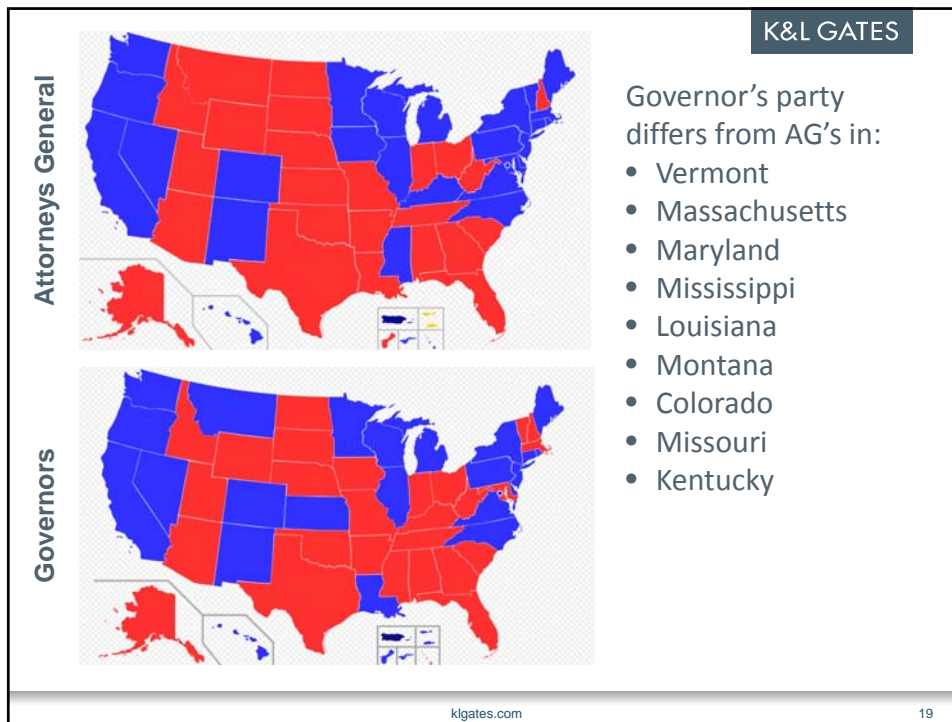 K&L GATES
Attorneys General
Governors
Governor's party
differs from AG's in:
• Vermont
• Massachusetts
• Maryland
• Mississippi
• Louisiana
• Montana
• Colorado
• Missouri
• Kentucky
klgates.com
19